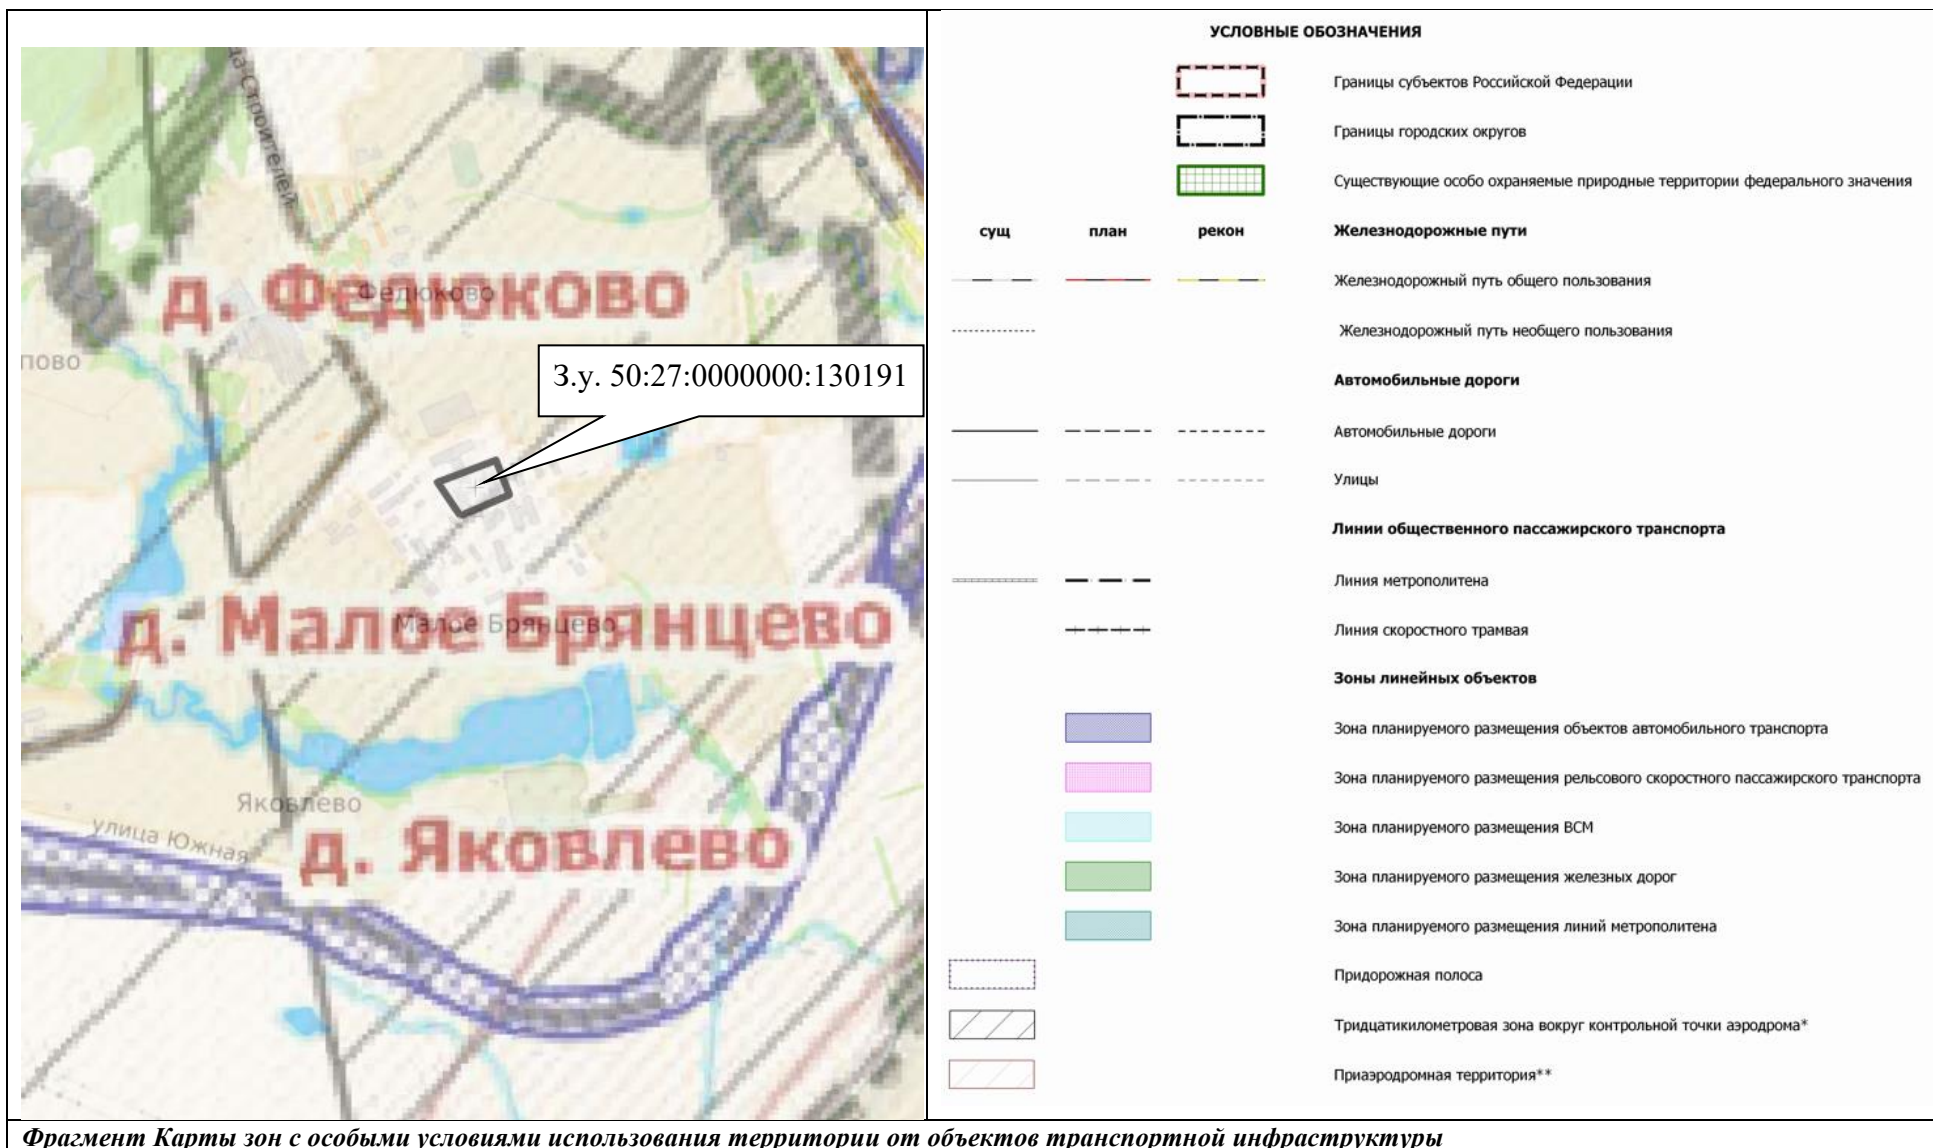 ца Строителей
д. Федюково
Федюково
пово
З.у. 50:27:0000000:130191
д. Малое Брянцево
Малое Брянцево
Яковлево
улица Южная
д. Яковлево
УСЛОВНЫЕ ОБОЗНАЧЕНИЯ
Границы субъектов Российской Федерации
Границы городских округов
Существующие особо охраняемые природные территории федерального значения
сущ план рекон Железнодорожные пути
Железнодорожный путь общего пользования
Железнодорожный путь необщего пользования
Автомобильные дороги
Автомобильные дороги
Улицы
Линии общественного пассажирского транспорта
Линия метрополитена
Линия скоростного трамвая
Зоны линейных объектов
Зона планируемого размещения объектов автомобильного транспорта
Зона планируемого размещения рельсового скоростного пассажирского транспорта
Зона планируемого размещения ВСМ
Зона планируемого размещения железных дорог
Зона планируемого размещения линий метрополитена
Придорожная полоса
Тридцатикилометровая зона вокруг контрольной точки аэродрома*
Приаэродромная территория**
Фрагмент Карты зон с особыми условиями использования территории от объектов транспортной инфраструктуры